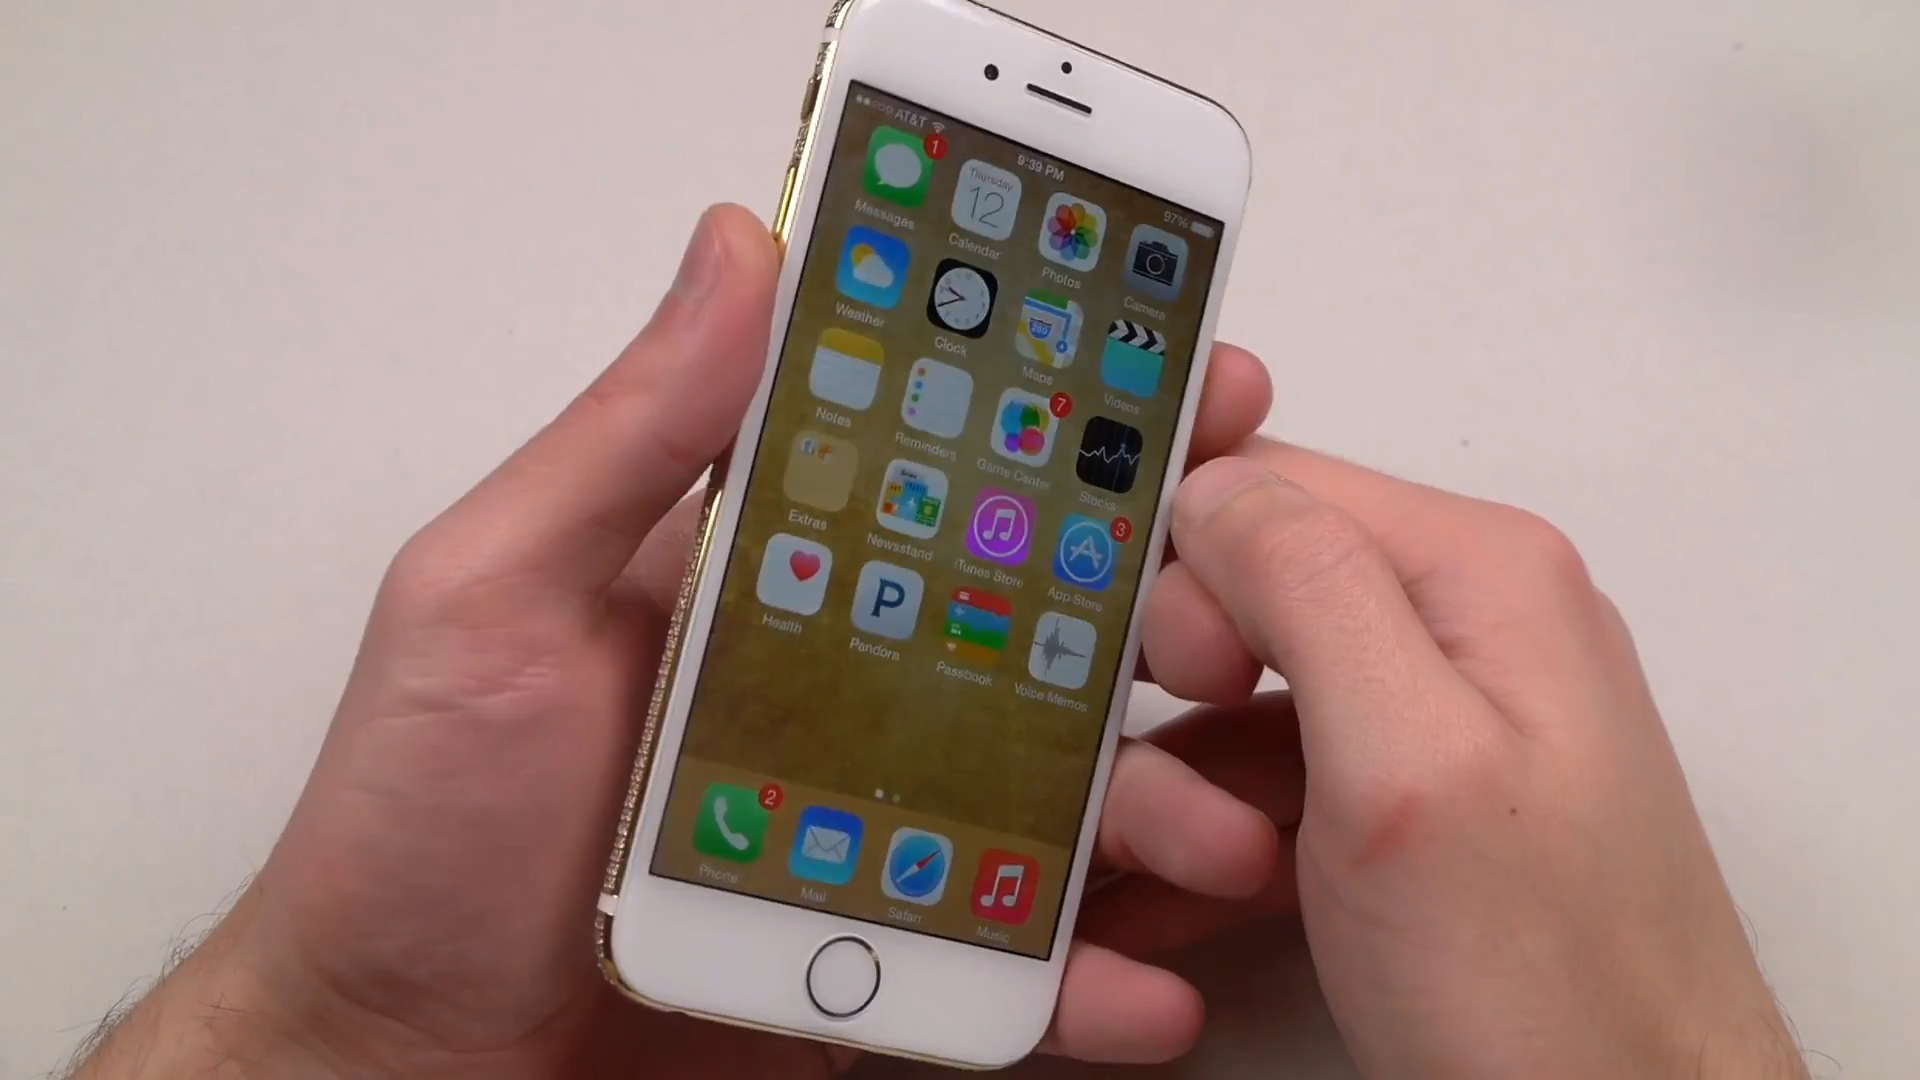 AT&T
9:39 PM
97%
1
Messages
Thursday
12
Calendar
Photos
Camera
Weather
Clock
280
Maps
Videos
Notes
Reminders
7
Game Center
Stocks
Extras
Newsstand
iTunes Store
3
App Store
Health
P
Pandora
Passbook
Voice Memos
2
Phone
Mail
Safari
Music